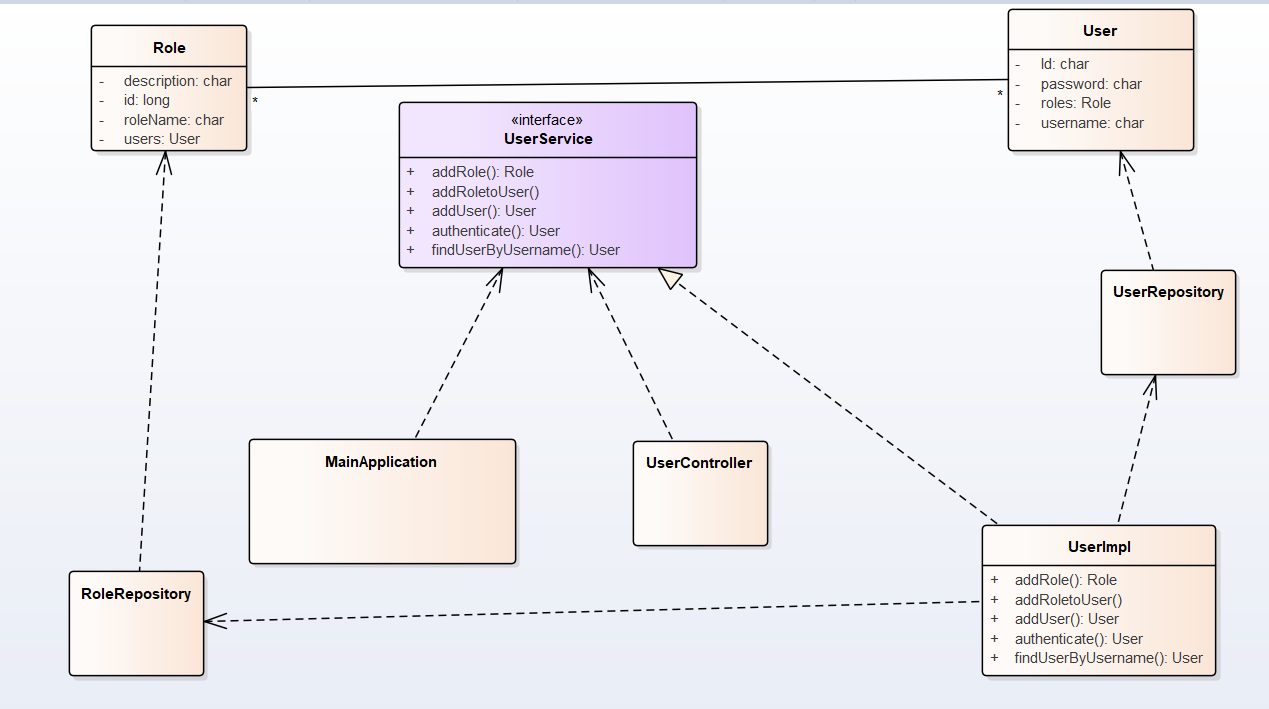 Role
- description: char
- id: long
- roleName: char
- users: User
*
*
User
- Id: char
- password: char
- roles: Role
- username: char
«interface»
UserService
+ addRole(): Role
+ addRoletoUser()
+ addUser(): User
+ authenticate(): User
+ findUserByUsername(): User
UserRepository
MainApplication
UserController
RoleRepository
UserImpl
+ addRole(): Role
+ addRoletoUser()
+ addUser(): User
+ authenticate(): User
+ findUserByUsername(): User